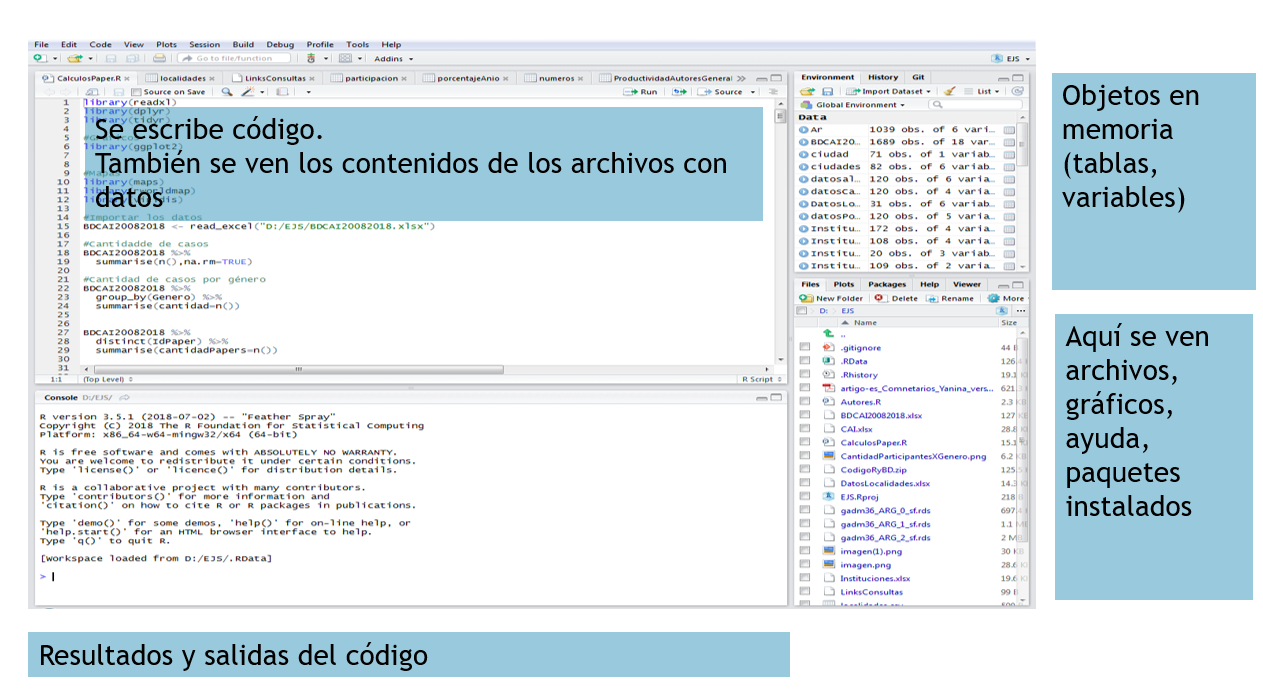 File Edit Code View Plots Session Build Debug Profile Tools Help
Go to file/function Addins EJS
CalculosPaper.R localidades LinksConsultas participacion porcentajeAnio numeros ProductividadAutoresGeneral
Source on Save Run Source
1 library(readxl)
2 library(dplyr)
3 library(tidyr)
4
5
6 library(ggplot2)
7
8
9 #Mapas
10 library(maps)
11
12
13
14 #Importar los datos
15 BDCAI20082018 <- read_excel("D:/EJS/BDCAI20082018.xlsx")
16
17 #Cantidadde de casos
18 BDCAI20082018 %>%
19 summarise(n(),na.rm=TRUE)
20
21 #Cantidad de casos por género
22 BDCAI20082018 %>%
23 group_by(Genero) %>%
24 summarise(cantidad=n())
25
26
27 BDCAI20082018 %>%
28 distinct(IdPaper) %>%
29 summarise(cantidadPapers=n())
30
31
1:1 (Top Level) R Script
Se escribe código.
También se ven los contenidos de los archivos con
datos
Console D:/EJS/
R version 3.5.1 (2018-07-02) -- "Feather Spray"
Copyright (C) 2018 The R Foundation for Statistical Computing
Platform: x86_64-w64-mingw32/x64 (64-bit)
R is free software and comes with ABSOLUTELY NO WARRANTY.
You are welcome to redistribute it under certain conditions.
Type 'license()' or 'licence()' for distribution details.
R is a collaborative project with many contributors.
Type 'contributors()' for more information and
'citation()' on how to cite R or R packages in publications.
Type 'demo()' for some demos, 'help()' for on-line help, or
'help.start()' for an HTML browser interface to help.
Type 'q()' to quit R.
[Workspace loaded from D:/EJS/.RData]
>
Environment History Git
Import Dataset List
Global Environment
Data
Ar 1039 obs. of 6 vari…
BDCAI20… 1689 obs. of 18 var…
ciudad 71 obs. of 1 variab…
ciudades 82 obs. of 6 variab…
datosal… 120 obs. of 6 varia…
datosCa… 120 obs. of 4 varia…
DatosLo… 31 obs. of 6 variab…
datosPo… 120 obs. of 5 varia…
Institu… 172 obs. of 4 varia…
Institu… 108 obs. of 4 varia…
Institu… 20 obs. of 3 variab…
Institu… 109 obs. of 2 varia…
Files Plots Packages Help Viewer
New Folder Delete Rename More
D: EJS
Name Size
..
.gitignore 44
.RData 126
.Rhistory 19.1
artigo-es_Comnetarios_Yanina_vers... 621
Autores.R 2.3 KB
BDCAI20082018.xlsx 127
CAI.xlsx 28.8
CalculosPaper.R 15.1
CantidadParticipantesXGenero.png 6.2 KB
CodigoRyBD.zip 125
DatosLocalidades.xlsx 14.3
EJS.Rproj 218
gadm36_ARG_0_sf.rds 697
gadm36_ARG_1_sf.rds 1.1
gadm36_ARG_2_sf.rds 2
imagen(1).png 30 KB
imagen.png 28.6
Instituciones.xlsx 19.6
LinksConsultas 99
Objetos en
memoria
(tablas,
variables)
Aquí se ven
archivos,
gráficos,
ayuda,
paquetes
instalados
Resultados y salidas del código